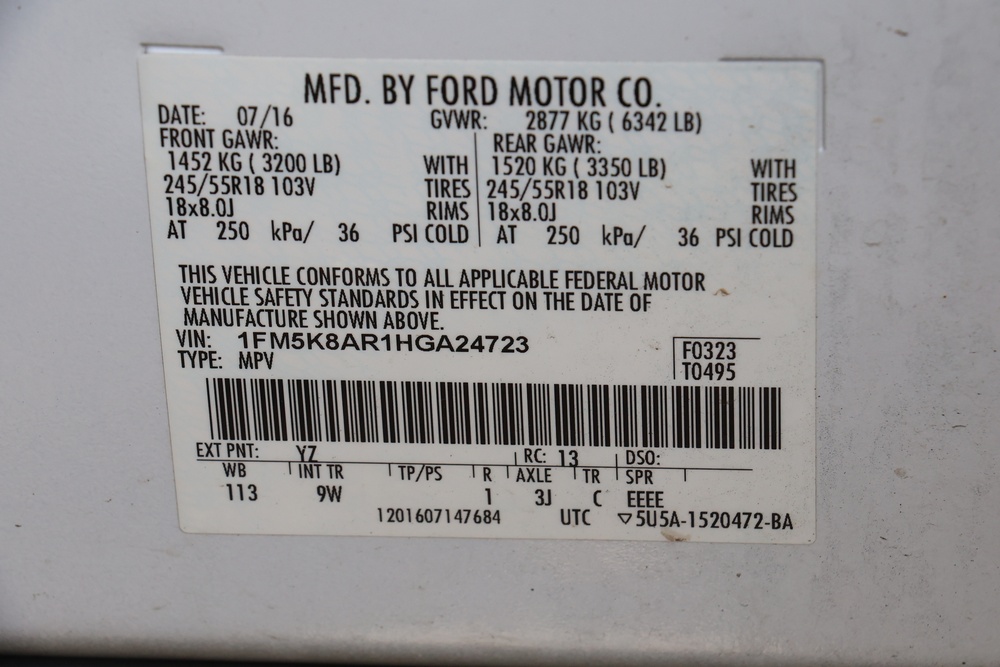 MFD. BY FORD MOTOR CO.
DATE: 07/16 GVWR: 2877 KG ( 6342 LB)
FRONT GAWR: REAR GAWR:
1452 KG ( 3200 LB) WITH 1520 KG ( 3350 LB) WITH
245/55R18 103V TIRES 245/55R18 103V TIRES
18x8.0J RIMS 18x8.0J RIMS
AT 250 kPa/ 36 PSI COLD AT 250 kPa/ 36 PSI COLD
THIS VEHICLE CONFORMS TO ALL APPLICABLE FEDERAL MOTOR
VEHICLE SAFETY STANDARDS IN EFFECT ON THE DATE OF
MANUFACTURE SHOWN ABOVE.
VIN: 1FM5K8AR1HGA24723 F0323
TYPE: MPV T0495
EXT PNT: YZ RC: 13 DSO:
WB INT TR TP/PS R AXLE TR SPR
113 9W 1 3J C EEEE
1201607147684 UTC ▽5U5A-1520472-BA